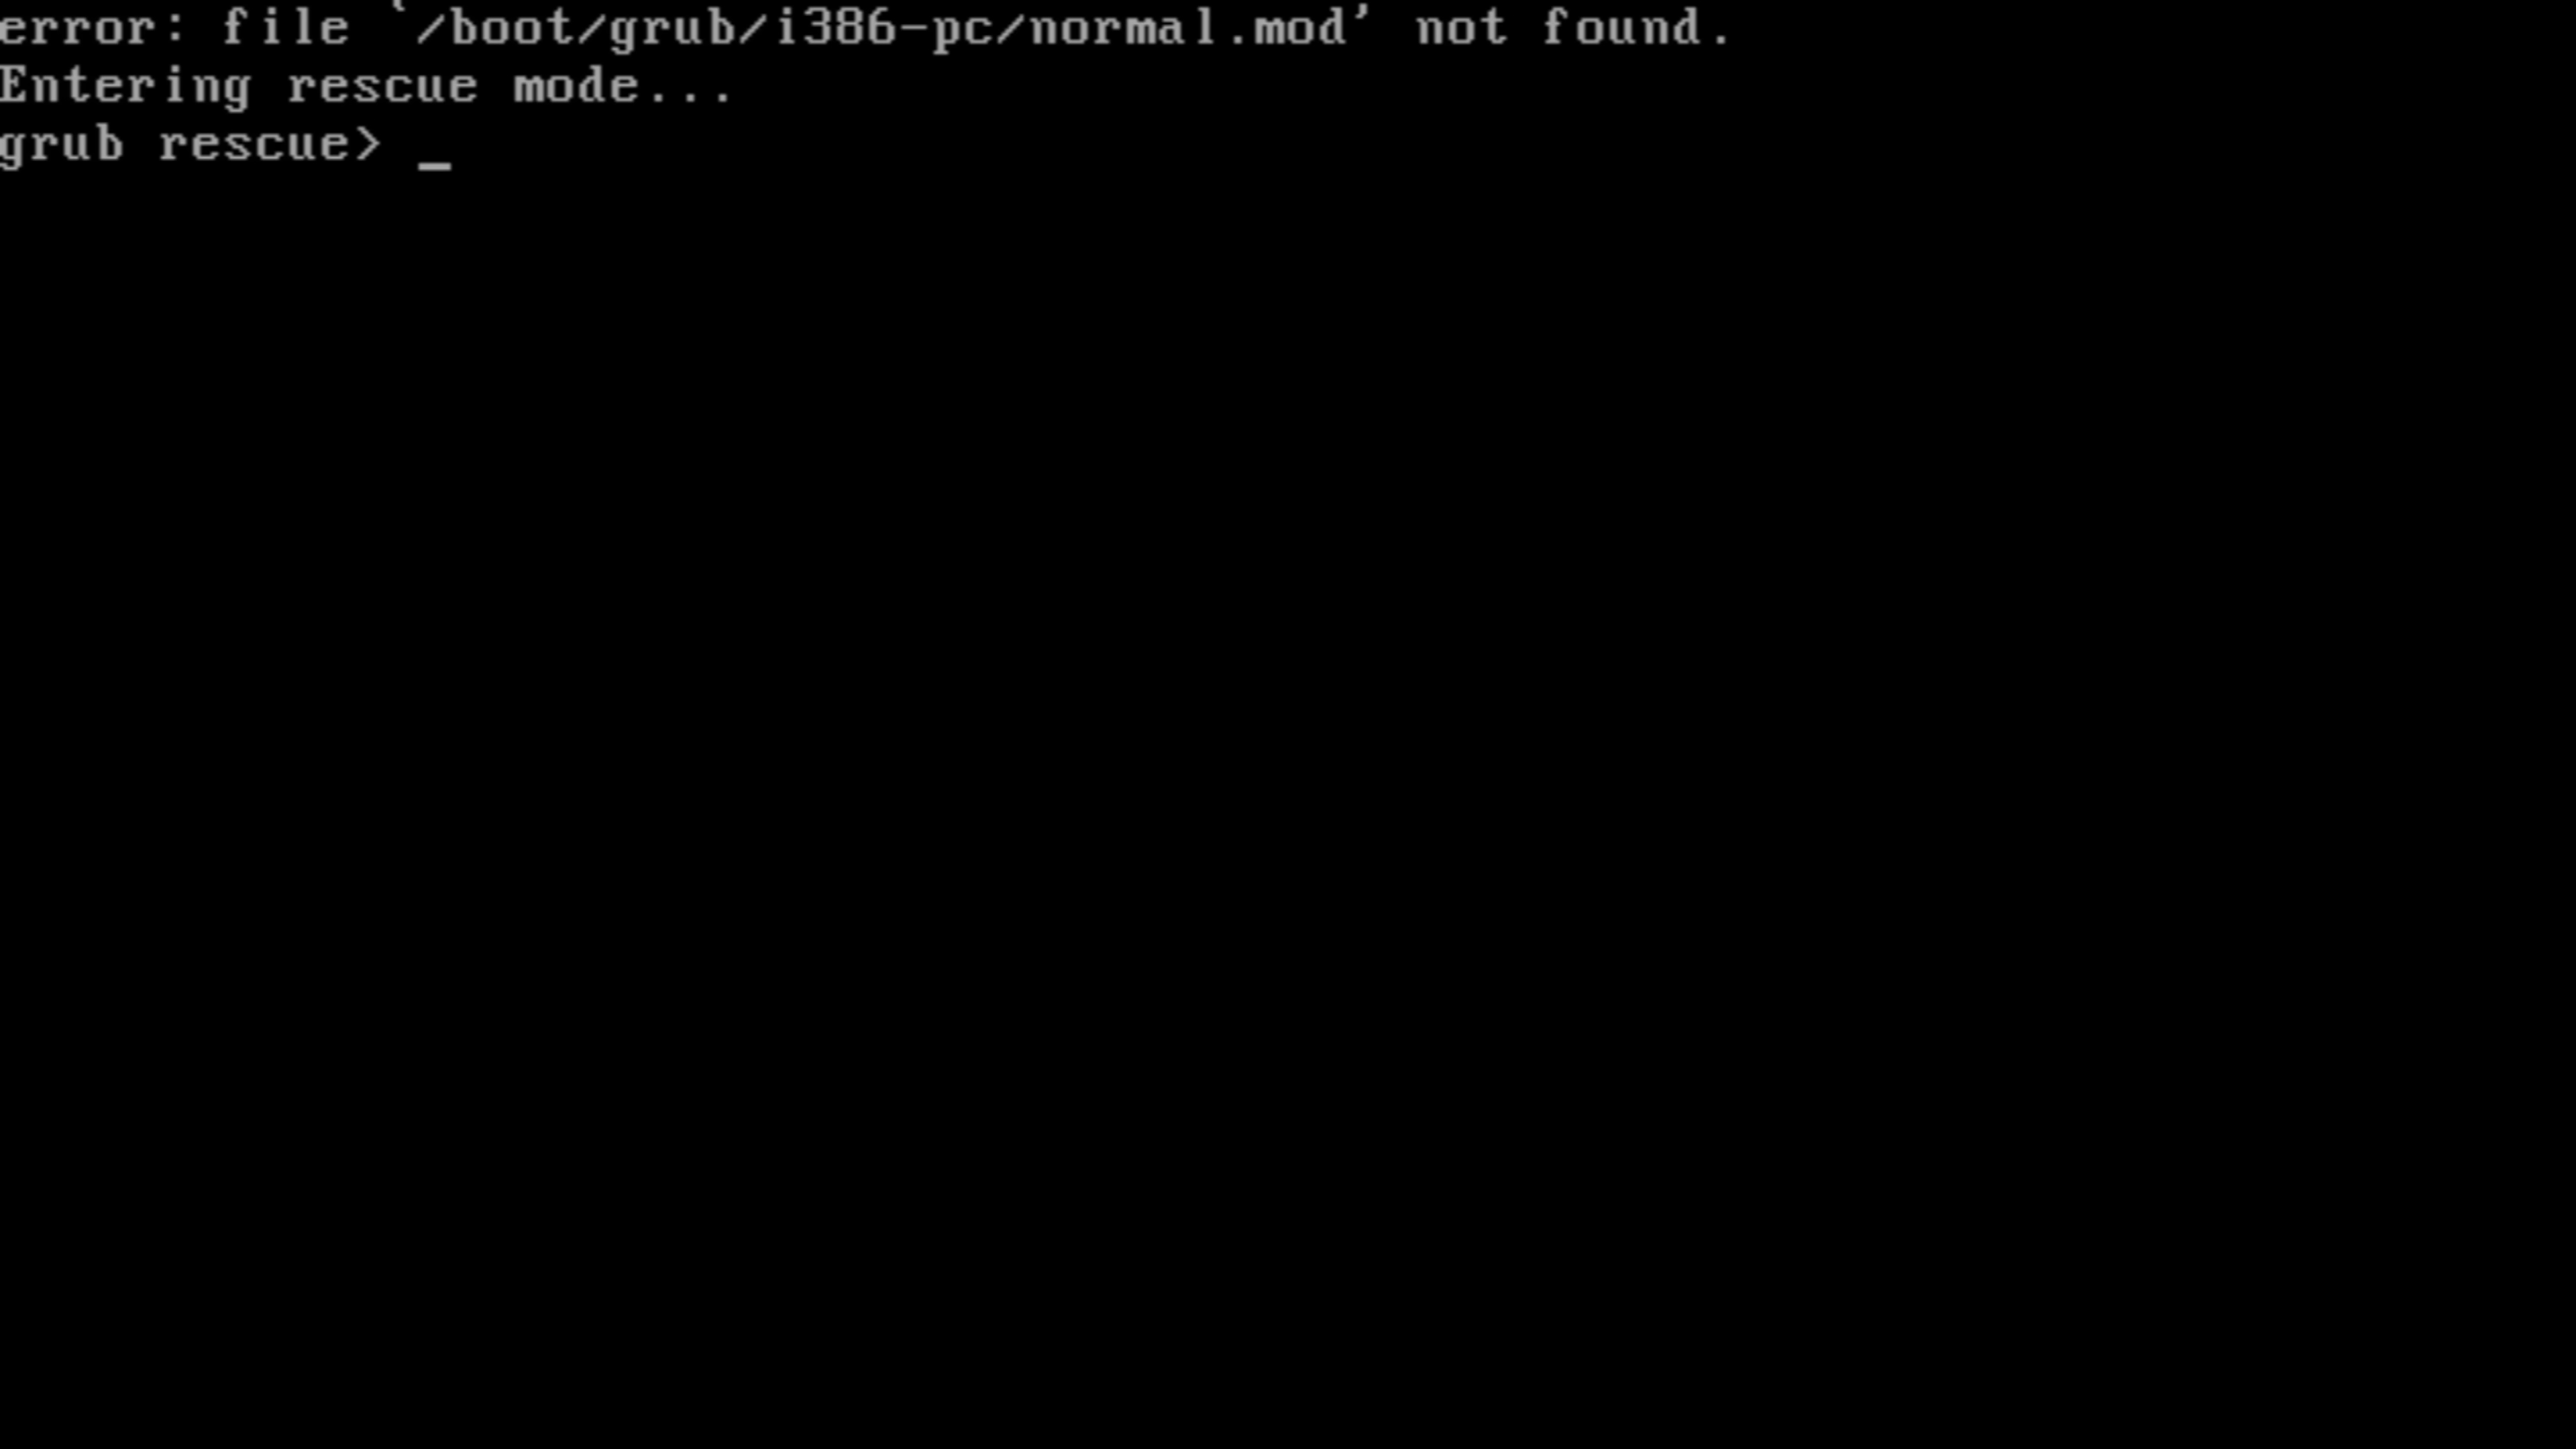 error: file `/boot/grub/i386-pc/normal.mod' not found.
Entering rescue mode...
grub rescue> _